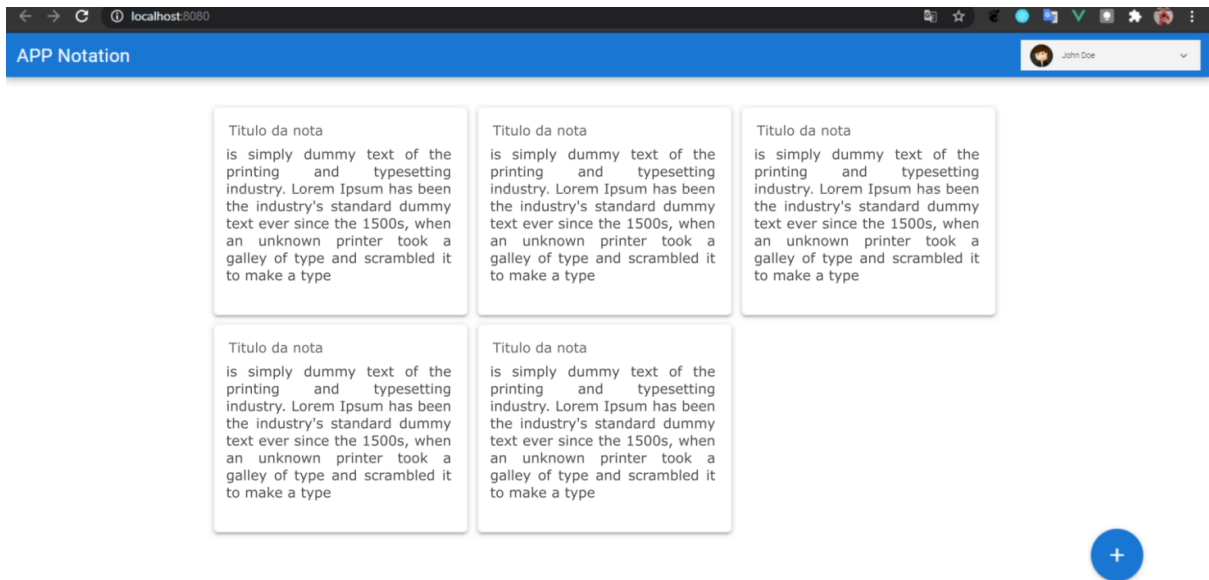 localhost:8080
APP Notation
John Doe
Titulo da nota
is simply dummy text of the
printing and typesetting
industry. Lorem Ipsum has been
the industry's standard dummy
text ever since the 1500s, when
an unknown printer took a
galley of type and scrambled it
to make a type
Titulo da nota
is simply dummy text of the
printing and typesetting
industry. Lorem Ipsum has been
the industry's standard dummy
text ever since the 1500s, when
an unknown printer took a
galley of type and scrambled it
to make a type
Titulo da nota
is simply dummy text of the
printing and typesetting
industry. Lorem Ipsum has been
the industry's standard dummy
text ever since the 1500s, when
an unknown printer took a
galley of type and scrambled it
to make a type
Titulo da nota
is simply dummy text of the
printing and typesetting
industry. Lorem Ipsum has been
the industry's standard dummy
text ever since the 1500s, when
an unknown printer took a
galley of type and scrambled it
to make a type
Titulo da nota
is simply dummy text of the
printing and typesetting
industry. Lorem Ipsum has been
the industry's standard dummy
text ever since the 1500s, when
an unknown printer took a
galley of type and scrambled it
to make a type
+